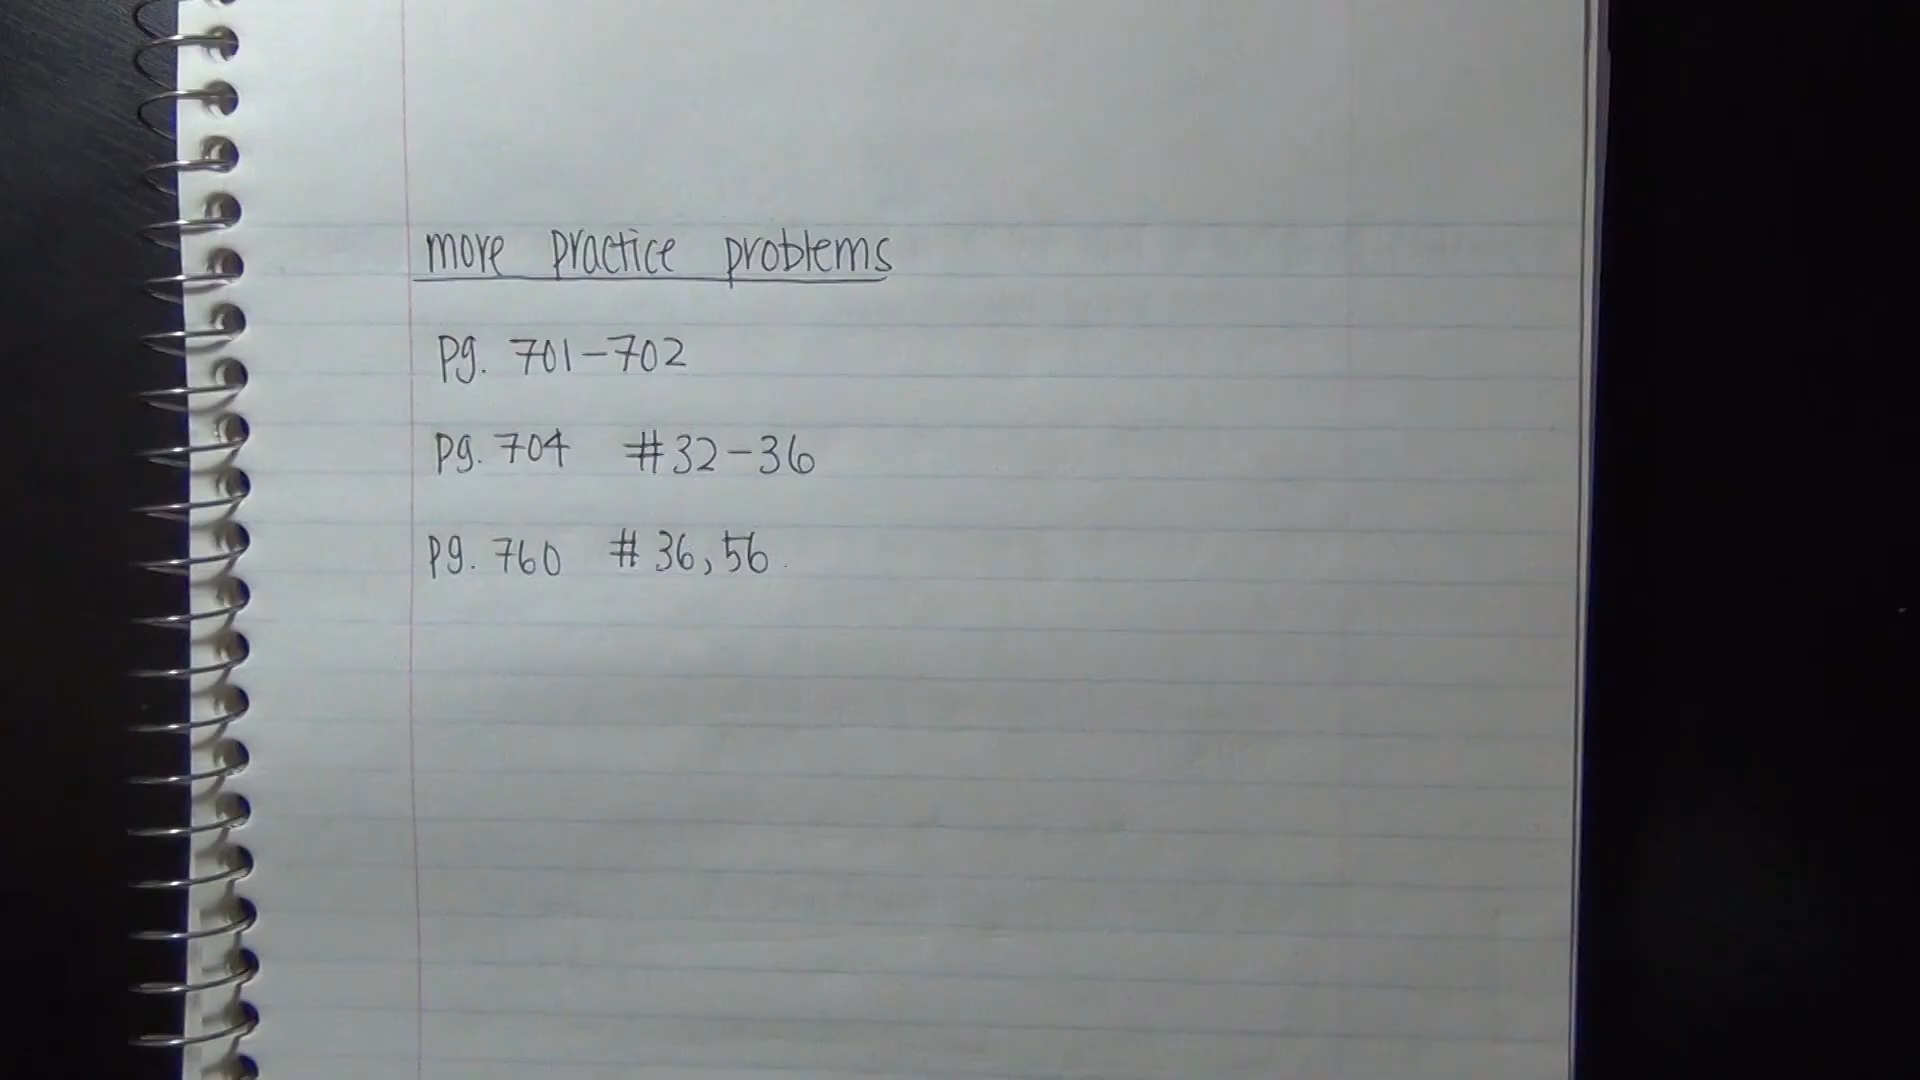 more practice problems
pg. 701-702
pg. 704 #32-36
pg. 760 #36, 56